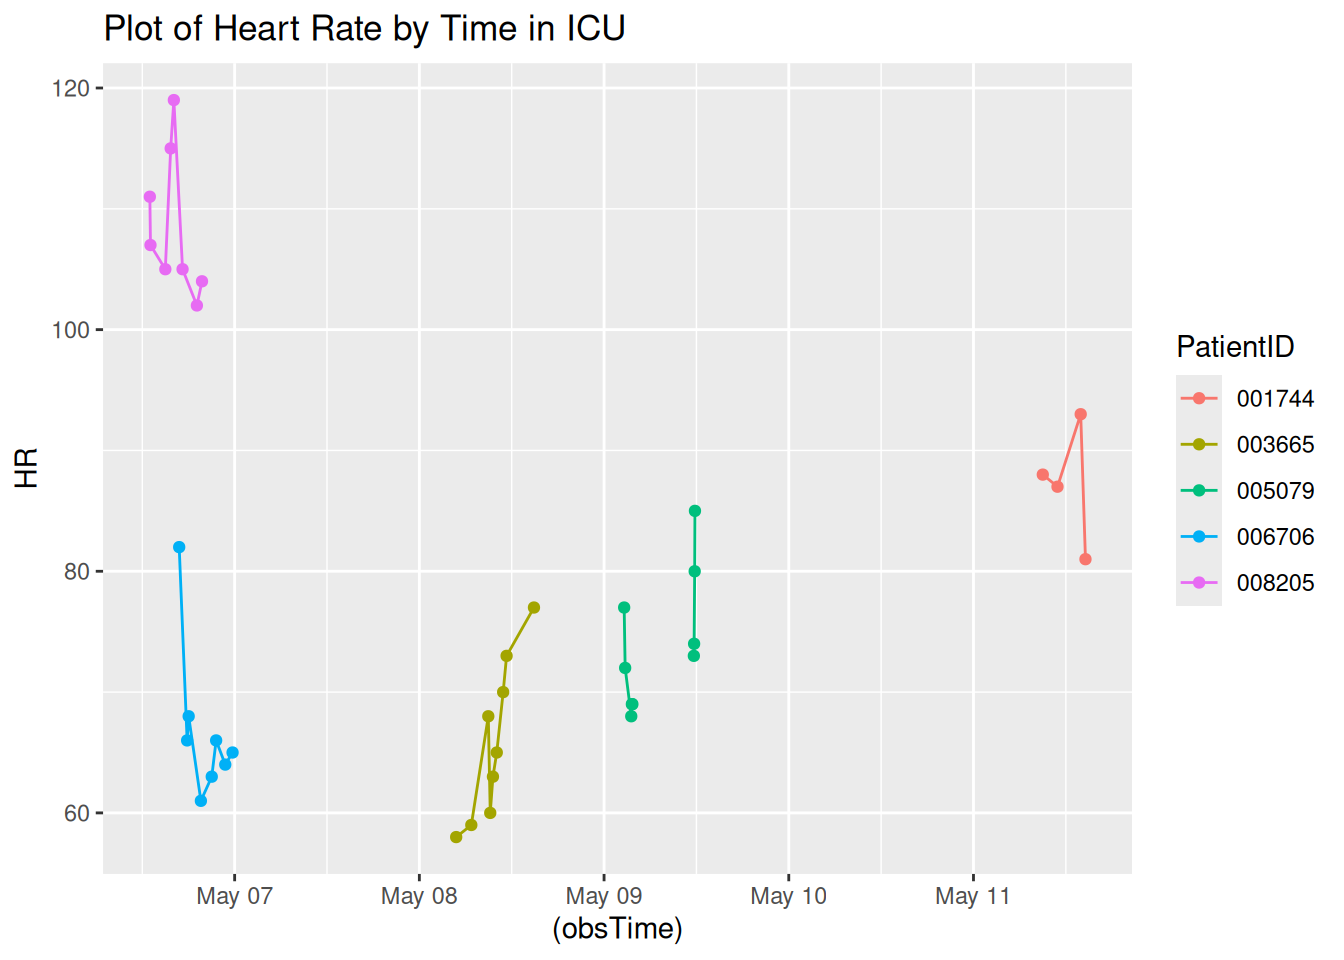 Plot of Heart Rate by Time in ICU
120
100
80
60
HR
May 07 May 08 May 09 May 10 May 11
(obsTime)
PatientID
001744
003665
005079
006706
008205